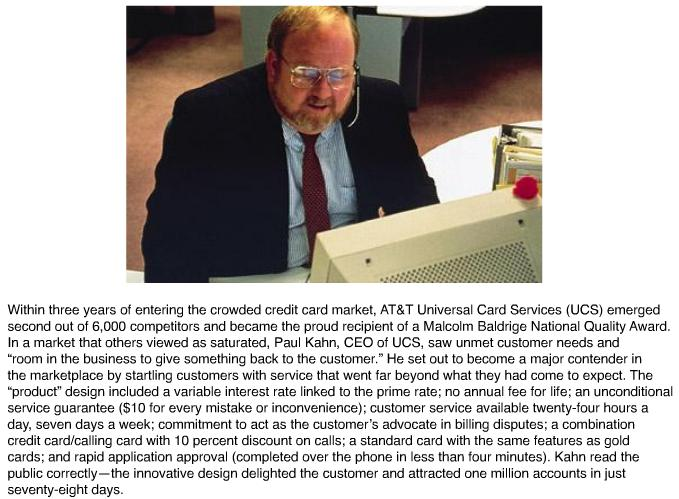 Within three years of entering the crowded credit card market, AT&T Universal Card Services (UCS) emerged
second out of 6,000 competitors and became the proud recipient of a Malcolm Baldrige National Quality Award.
In a market that others viewed as saturated, Paul Kahn, CEO of UCS, saw unmet customer needs and
“room in the business to give something back to the customer.” He set out to become a major contender in
the marketplace by startling customers with service that went far beyond what they had come to expect. The
“product” design included a variable interest rate linked to the prime rate; no annual fee for life; an unconditional
service guarantee ($10 for every mistake or inconvenience); customer service available twenty-four hours a
day, seven days a week; commitment to act as the customer’s advocate in billing disputes; a combination
credit card/calling card with 10 percent discount on calls; a standard card with the same features as gold
cards; and rapid application approval (completed over the phone in less than four minutes). Kahn read the
public correctly—the innovative design delighted the customer and attracted one million accounts in just
seventy-eight days.